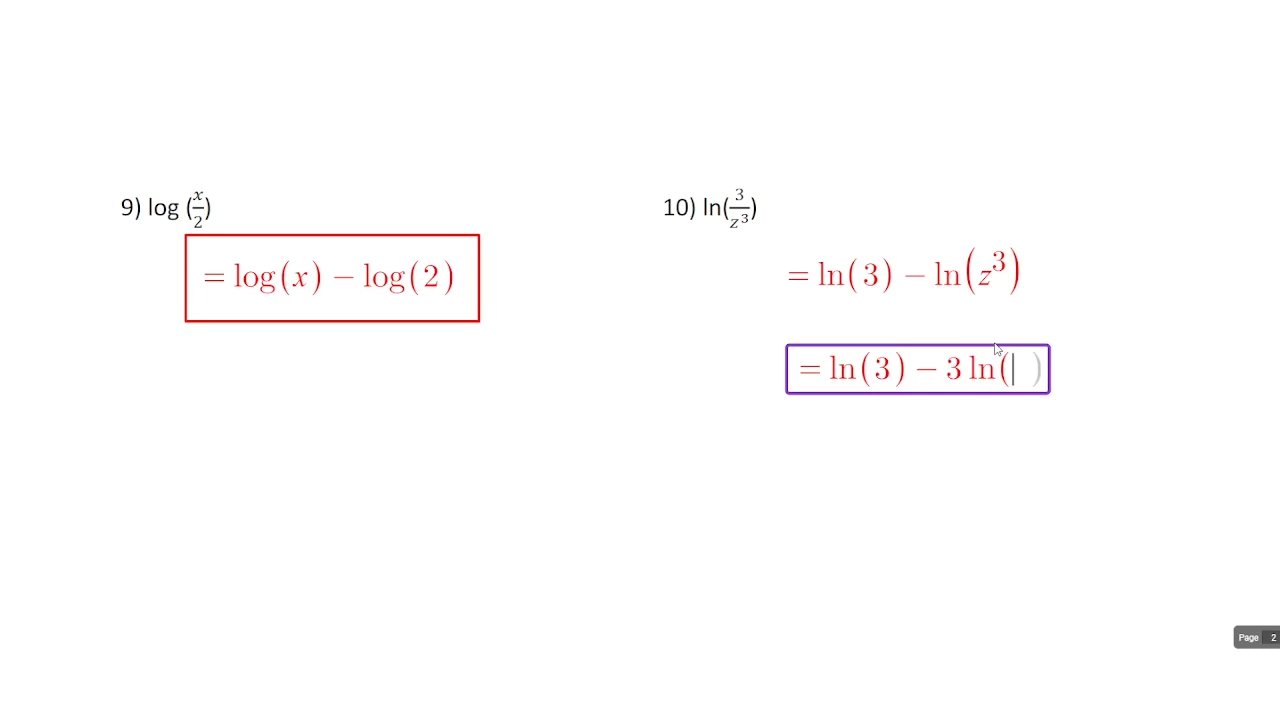 9) log (x/2)
= log(x) − log(2)
10) ln(3/z³)
= ln(3) − ln(z³)
= ln(3) − 3 ln( )
Page 2